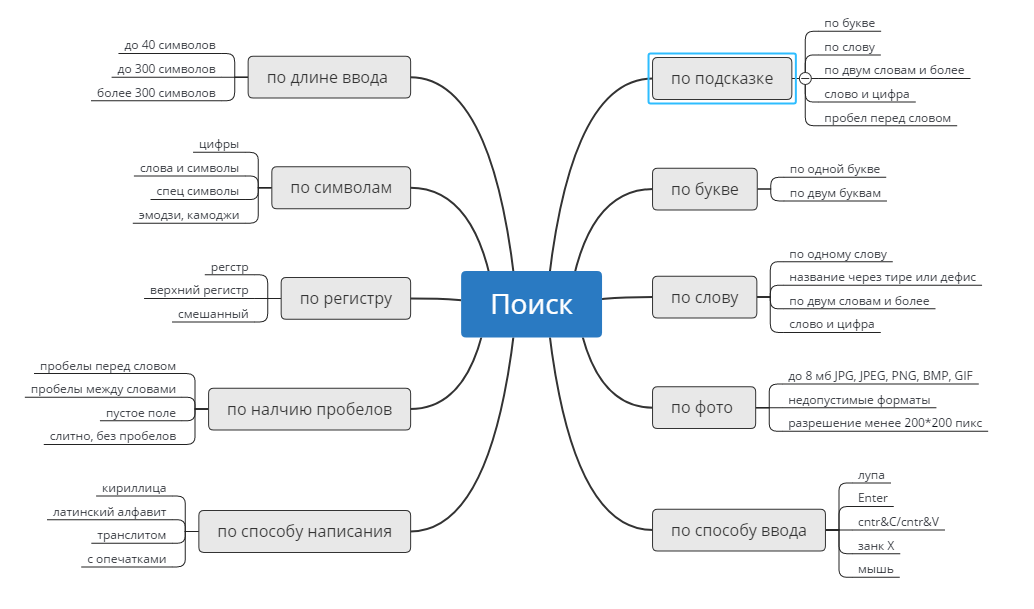 Поиск
по длине ввода
до 40 символов
до 300 символов
более 300 символов
по символам
цифры
слова и символы
спец символы
эмодзи, камоджи
по регистру
регстр
верхний регистр
смешанный
по налчию пробелов
пробелы перед словом
пробелы между словами
пустое поле
слитно, без пробелов
по способу написания
кириллица
латинский алфавит
транслитом
с опечатками
по подсказке
по букве
по слову
по двум словам и более
слово и цифра
пробел перед словом
по букве
по одной букве
по двум буквам
по слову
по одному слову
название через тире или дефис
по двум словам и более
слово и цифра
по фото
до 8 мб JPG, JPEG, PNG, BMP, GIF
недопустимые форматы
разрешение менее 200*200 пикс
по способу ввода
лупа
Enter
cntr&C/cntr&V
занк X
мышь